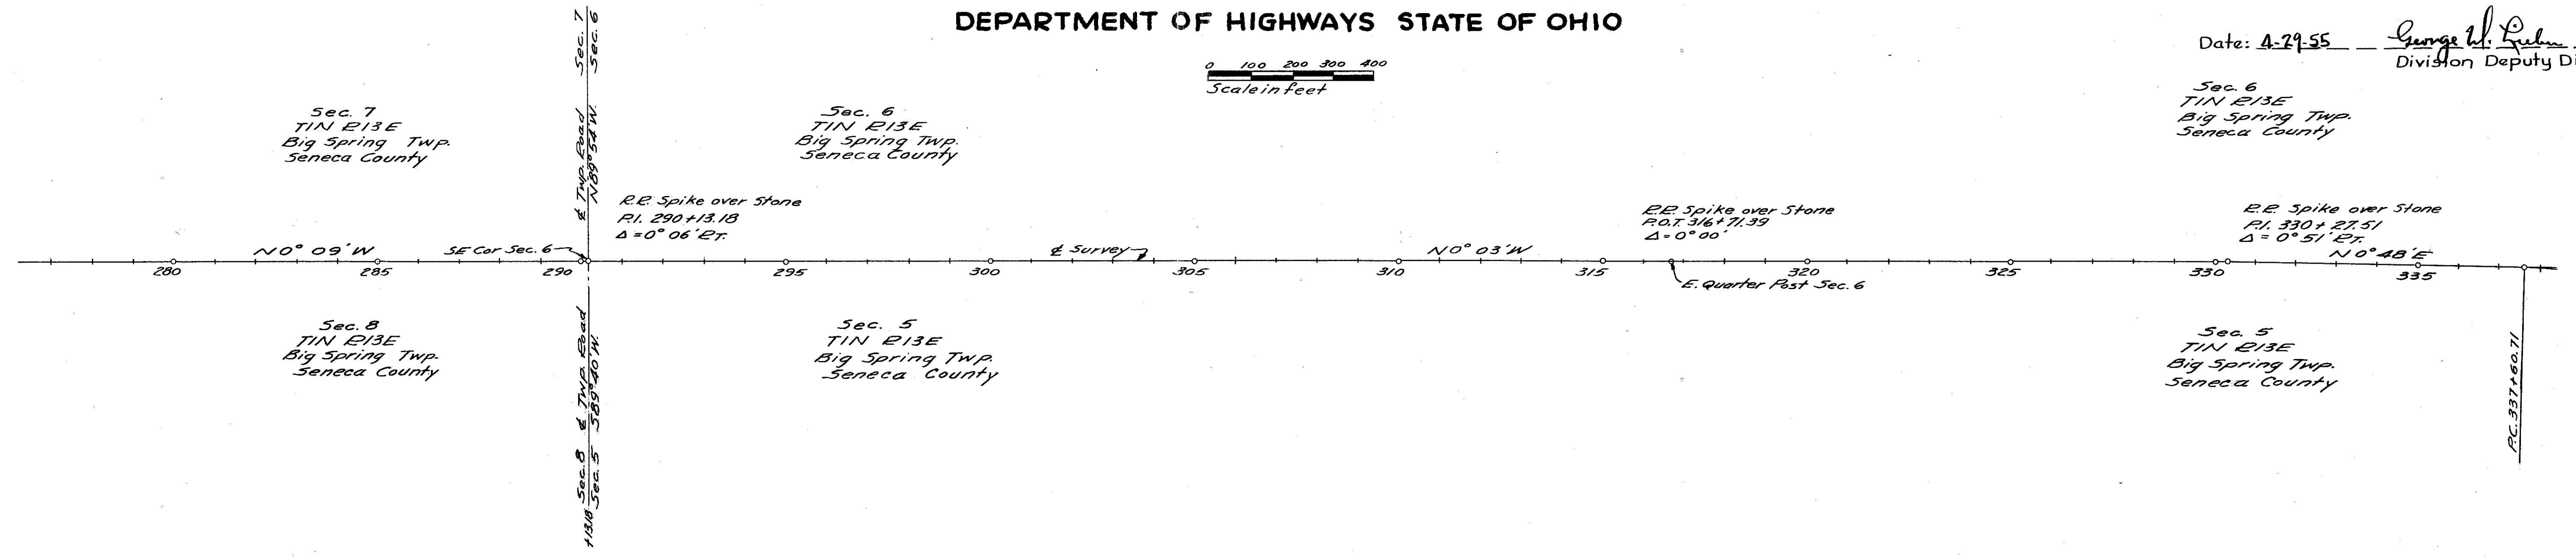 DEPARTMENT OF HIGHWAYS STATE OF OHIO
Date: 4-29-55
Division Deputy Di
0 100 200 300 400
Scale in feet
Sec. 7
Sec. 6
℄ Twp. Road
N89°54'W.
Sec. 7
T1N R13E
Big Spring Twp.
Seneca County
Sec. 6
T1N R13E
Big Spring Twp.
Seneca County
Sec. 6
T1N R13E
Big Spring Twp.
Seneca County
R.R. Spike over Stone
P.I. 290+13.18
Δ = 0° 06' RT.
R.R. Spike over Stone
P.O.T. 316+71.39
Δ = 0° 00'
R.R. Spike over Stone
P.I. 330+27.51
Δ = 0° 51' RT.
N 0° 09' W
SE Cor Sec. 6
℄ Survey
N 0° 03' W
N 0° 48' E
280 285 290 295 300 305 310 315 320 325 330 335
E. Quarter Post Sec. 6
Sec. 8
T1N R13E
Big Spring Twp.
Seneca County
Sec. 5
T1N R13E
Big Spring Twp.
Seneca County
Sec. 5
T1N R13E
Big Spring Twp.
Seneca County
+13.18 Sec. 8 ℄ Twp. Road
Sec. 5 S89°40'W.
P.C. 337+60.71